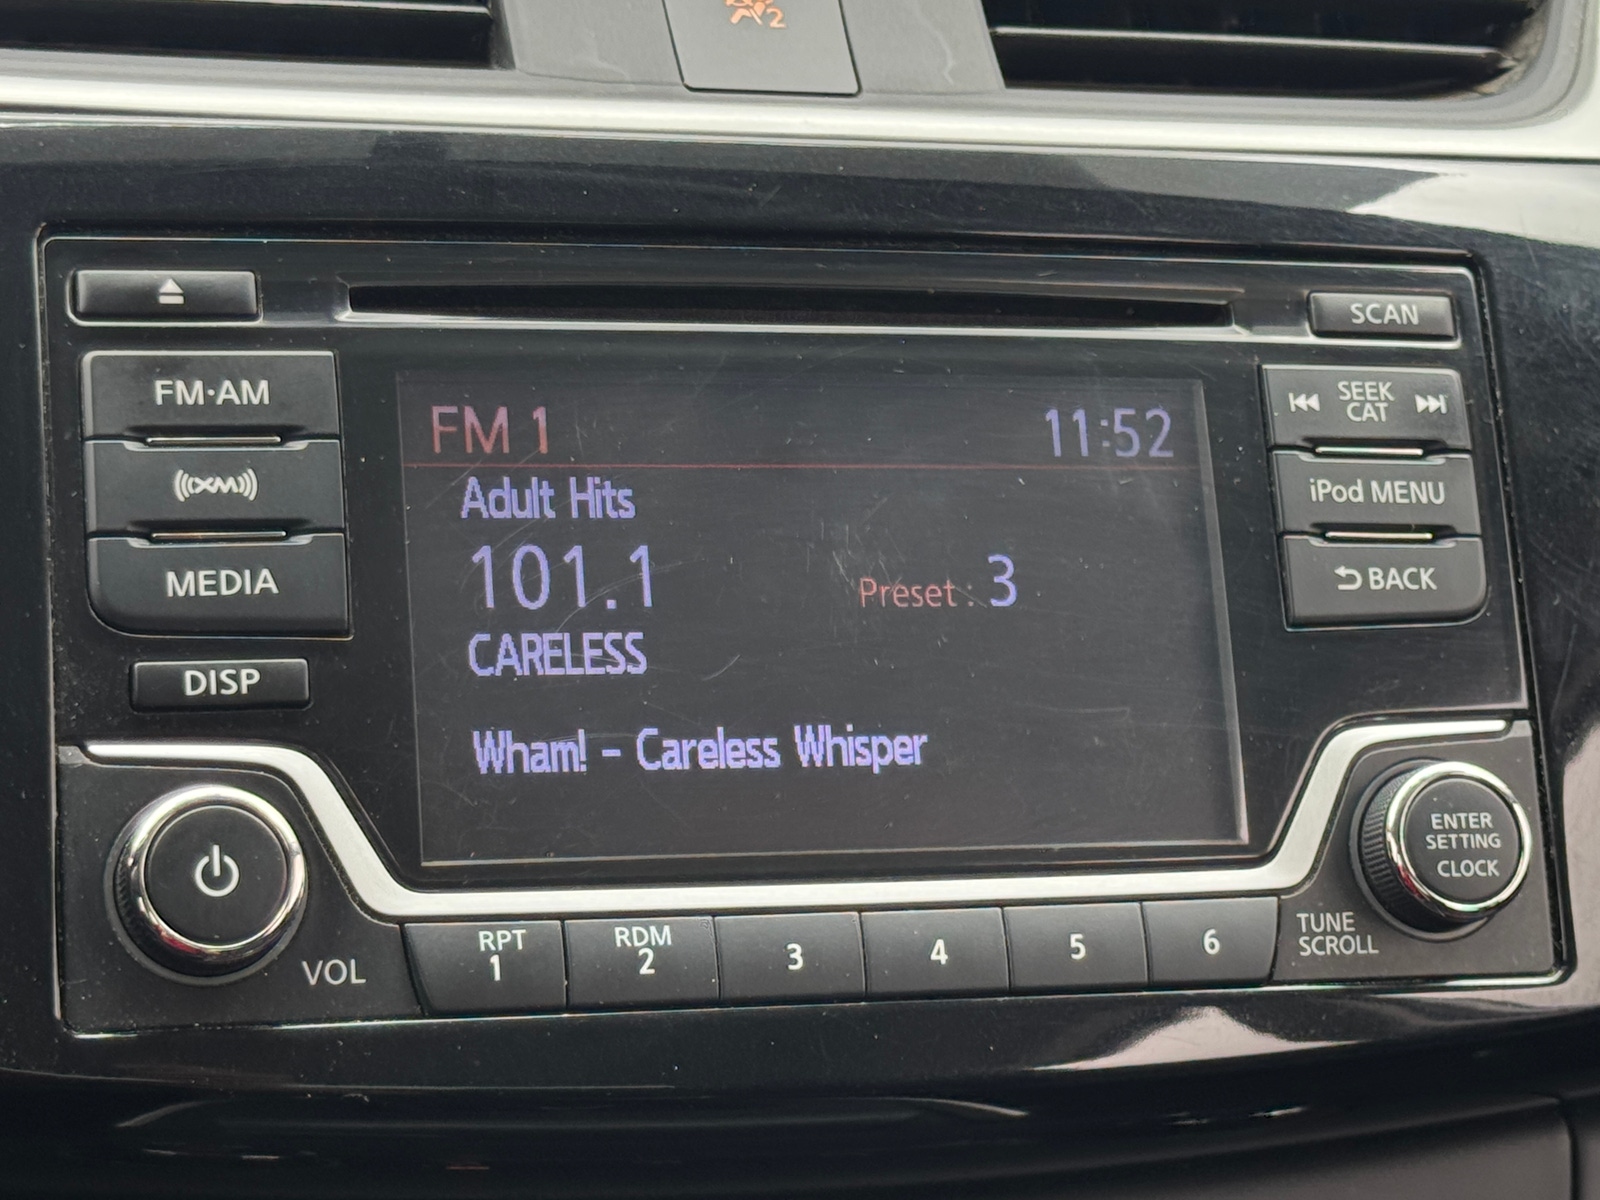 2
SCAN
FM·AM
SEEK
CAT
XM
iPod MENU
MEDIA
BACK
DISP
FM 1 11:52
Adult Hits
101.1 Preset : 3
CARELESS
Wham! - Careless Whisper
ENTER
SETTING
CLOCK
VOL
RPT
1
RDM
2
3
4
5
6
TUNE
SCROLL